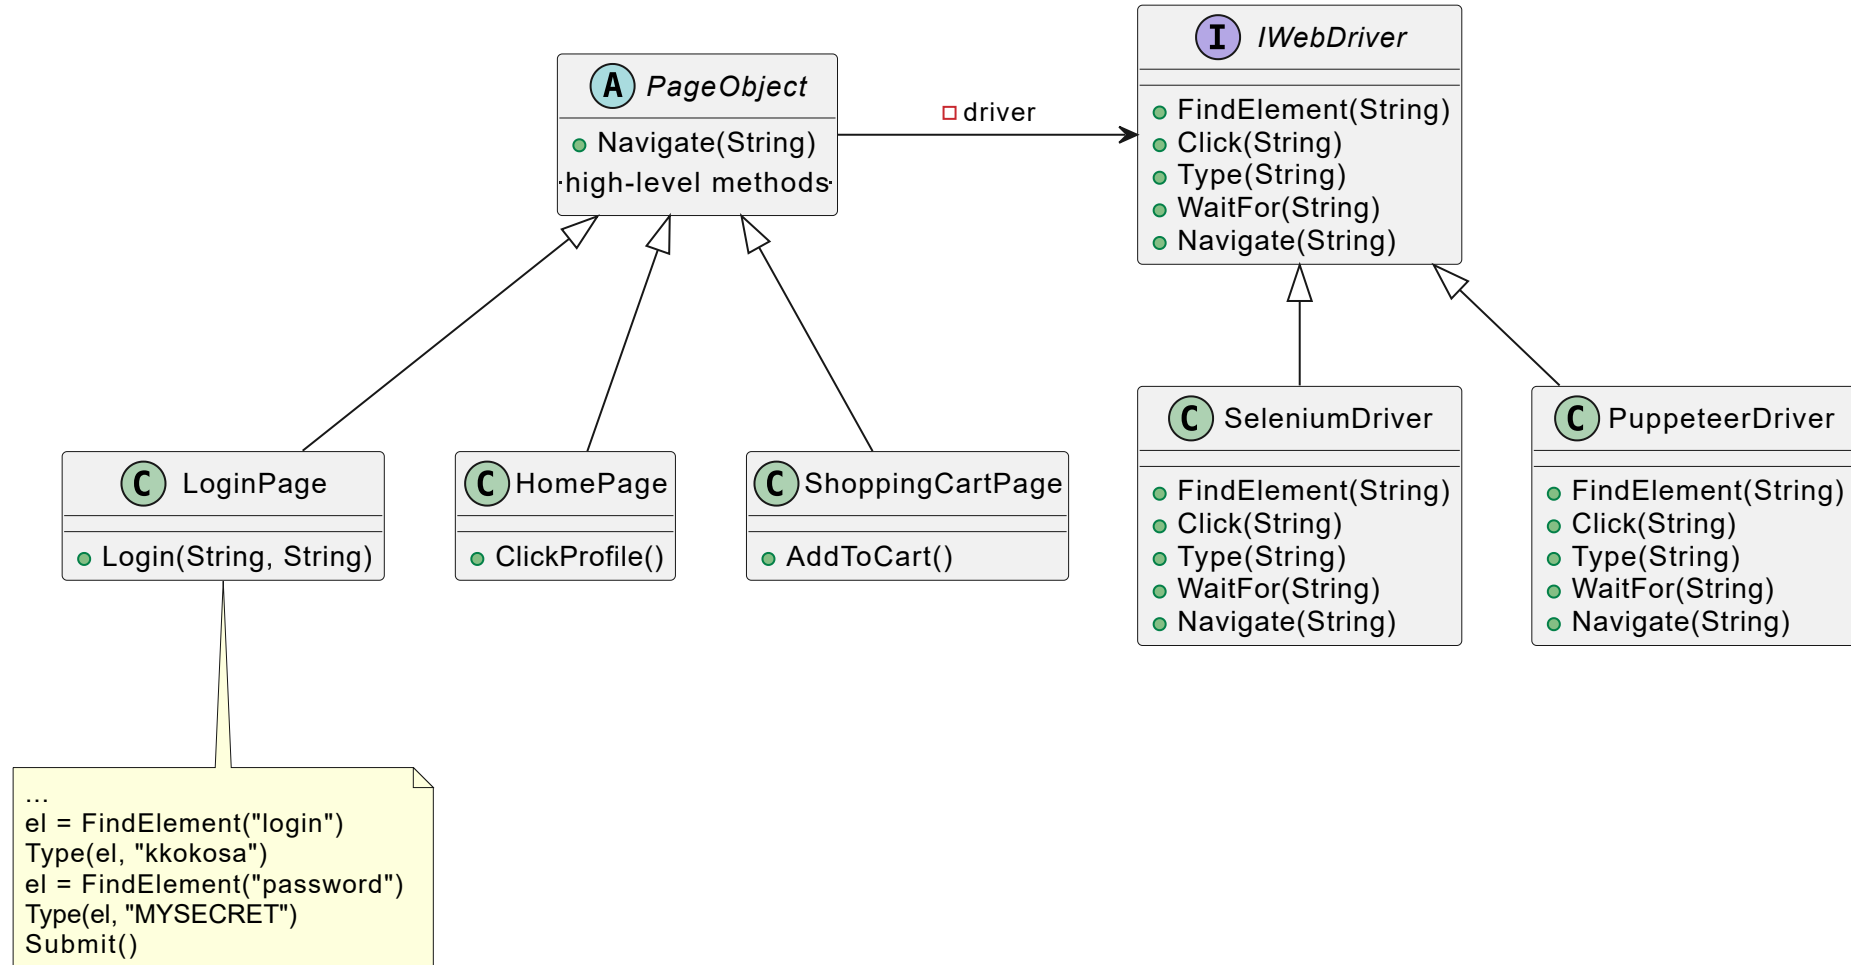 A PageObject
Navigate(String)
high-level methods
driver
I IWebDriver
FindElement(String)
Click(String)
Type(String)
WaitFor(String)
Navigate(String)
C LoginPage
Login(String, String)
C HomePage
ClickProfile()
C ShoppingCartPage
AddToCart()
C SeleniumDriver
FindElement(String)
Click(String)
Type(String)
WaitFor(String)
Navigate(String)
C PuppeteerDriver
FindElement(String)
Click(String)
Type(String)
WaitFor(String)
Navigate(String)
...
el = FindElement("login")
Type(el, "kkokosa")
el = FindElement("password")
Type(el, "MYSECRET")
Submit()